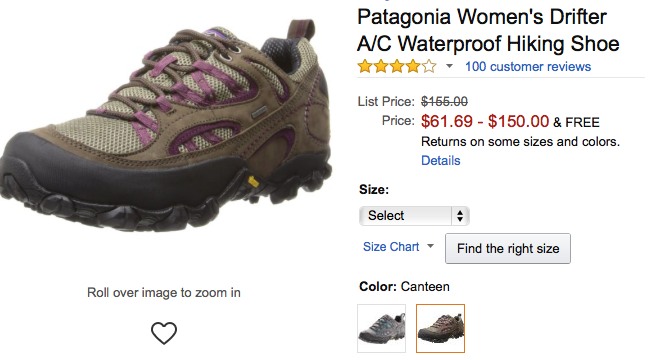 Patagonia Women's Drifter
A/C Waterproof Hiking Shoe
100 customer reviews
List Price: $155.00
Price: $61.69 - $150.00 & FREE
Returns on some sizes and colors.
Details
Size:
Select
Size Chart
Find the right size
Roll over image to zoom in
Color: Canteen